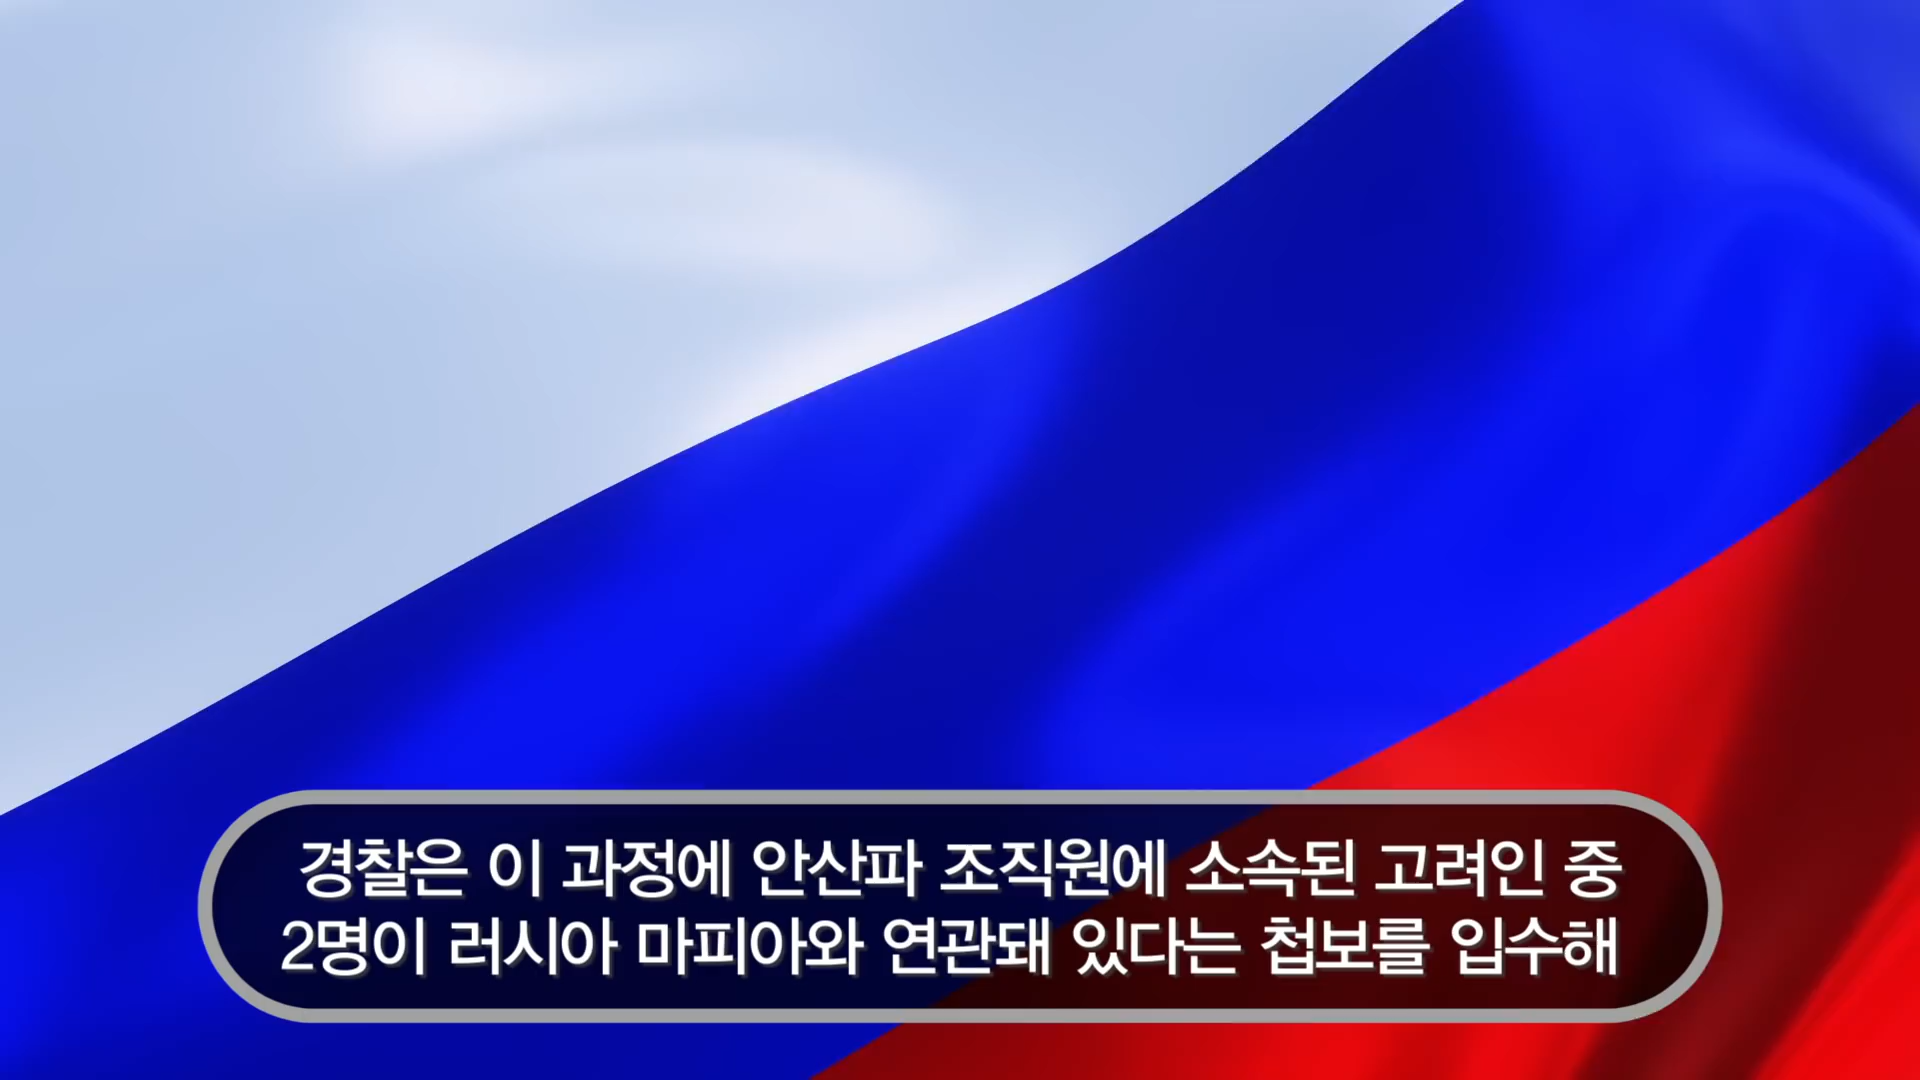 경찰은 이 과정에 안산파 조직원에 소속된 고려인 중
2명이 러시아 마피아와 연관돼 있다는 첩보를 입수해